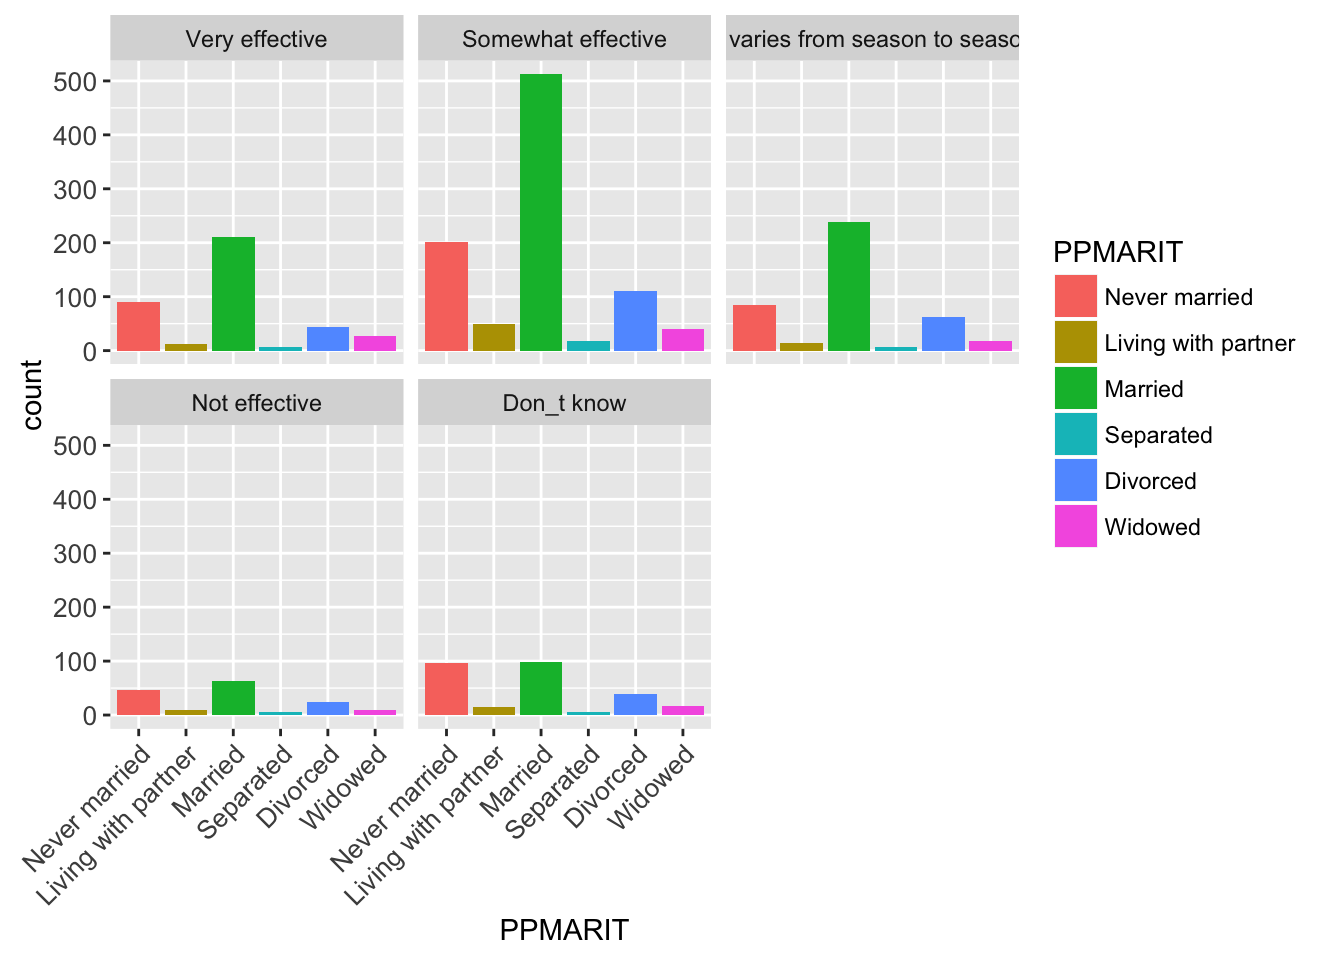 Very effective
Somewhat effective
varies from season to seaso
500
400
300
200
100
0
count
Not effective
Don_t know
500
400
300
200
100
0
Never married
Living with partner
Married
Separated
Divorced
Widowed
Never married
Living with partner
Married
Separated
Divorced
Widowed
PPMARIT
PPMARIT
Never married
Living with partner
Married
Separated
Divorced
Widowed